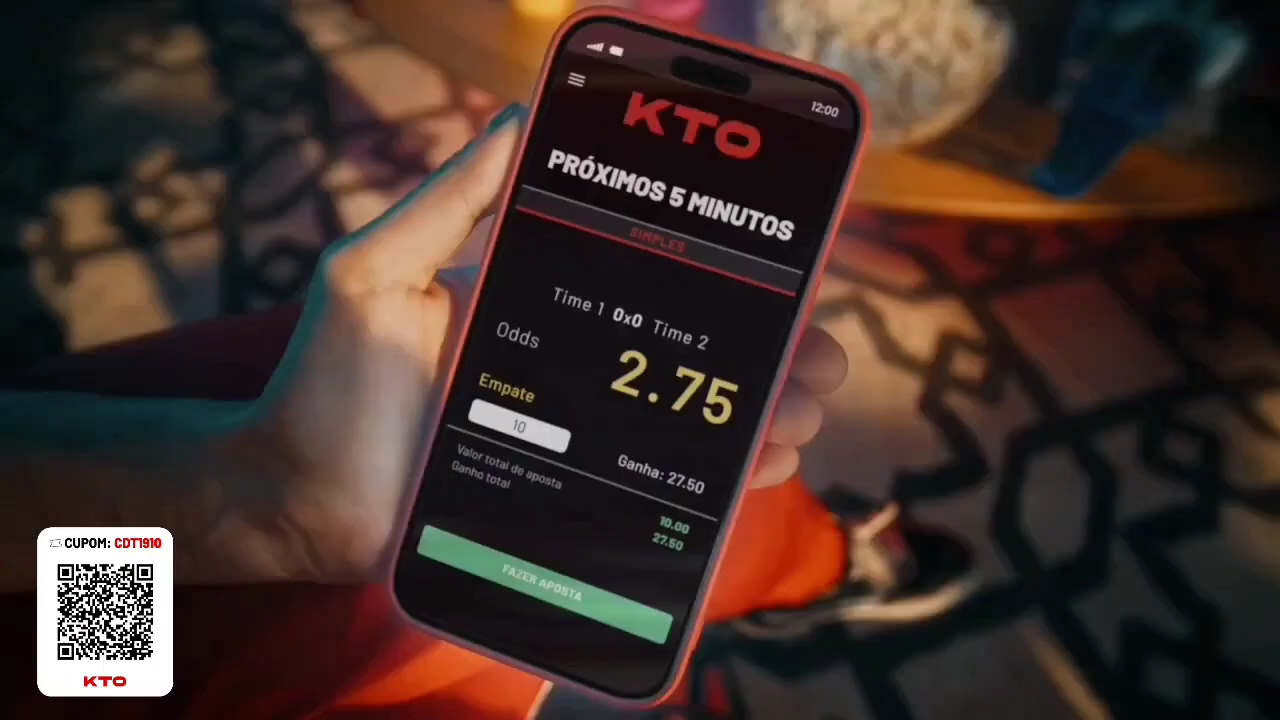 12:00
KTO
PRÓXIMOS 5 MINUTOS
SIMPLES
Time 1 0x0 Time 2
Odds
2.75
Empate
10
Ganha: 27.50
Valor total de aposta
10.00
Ganho total
27.50
FAZER APOSTA
CUPOM: CDT1910
KTO